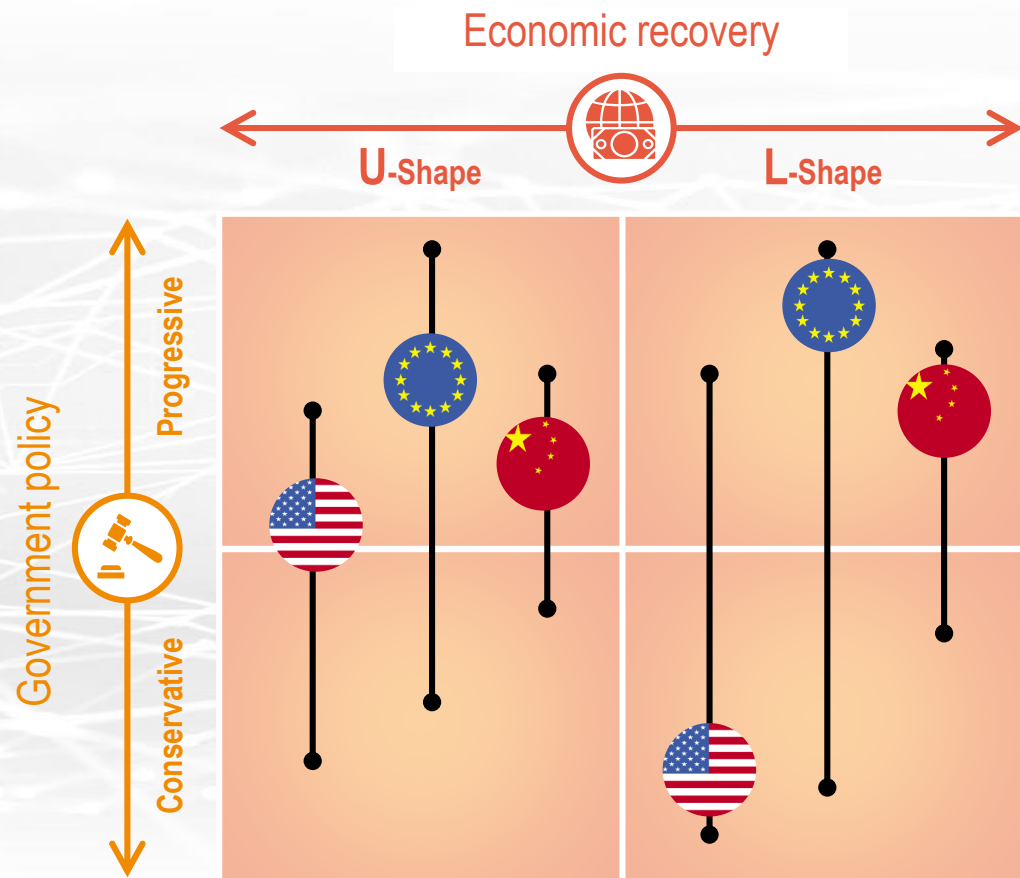 Economic recovery
U-Shape
L-Shape
Government policy
Progressive
Conservative